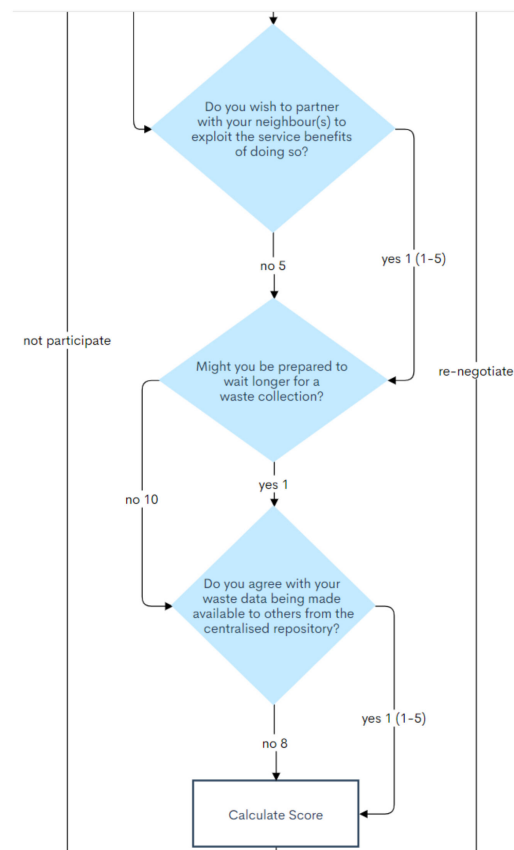 Do you wish to partner
with your neighbour(s) to
exploit the service benefits
of doing so?
yes 1 (1-5)
no 5
not participate
Might you be prepared to
wait longer for a
waste collection?
re-negotiate
yes 1
no 10
Do you agree with your
waste data being made
available to others from the
centralised repository?
yes 1 (1-5)
no 8
Calculate Score